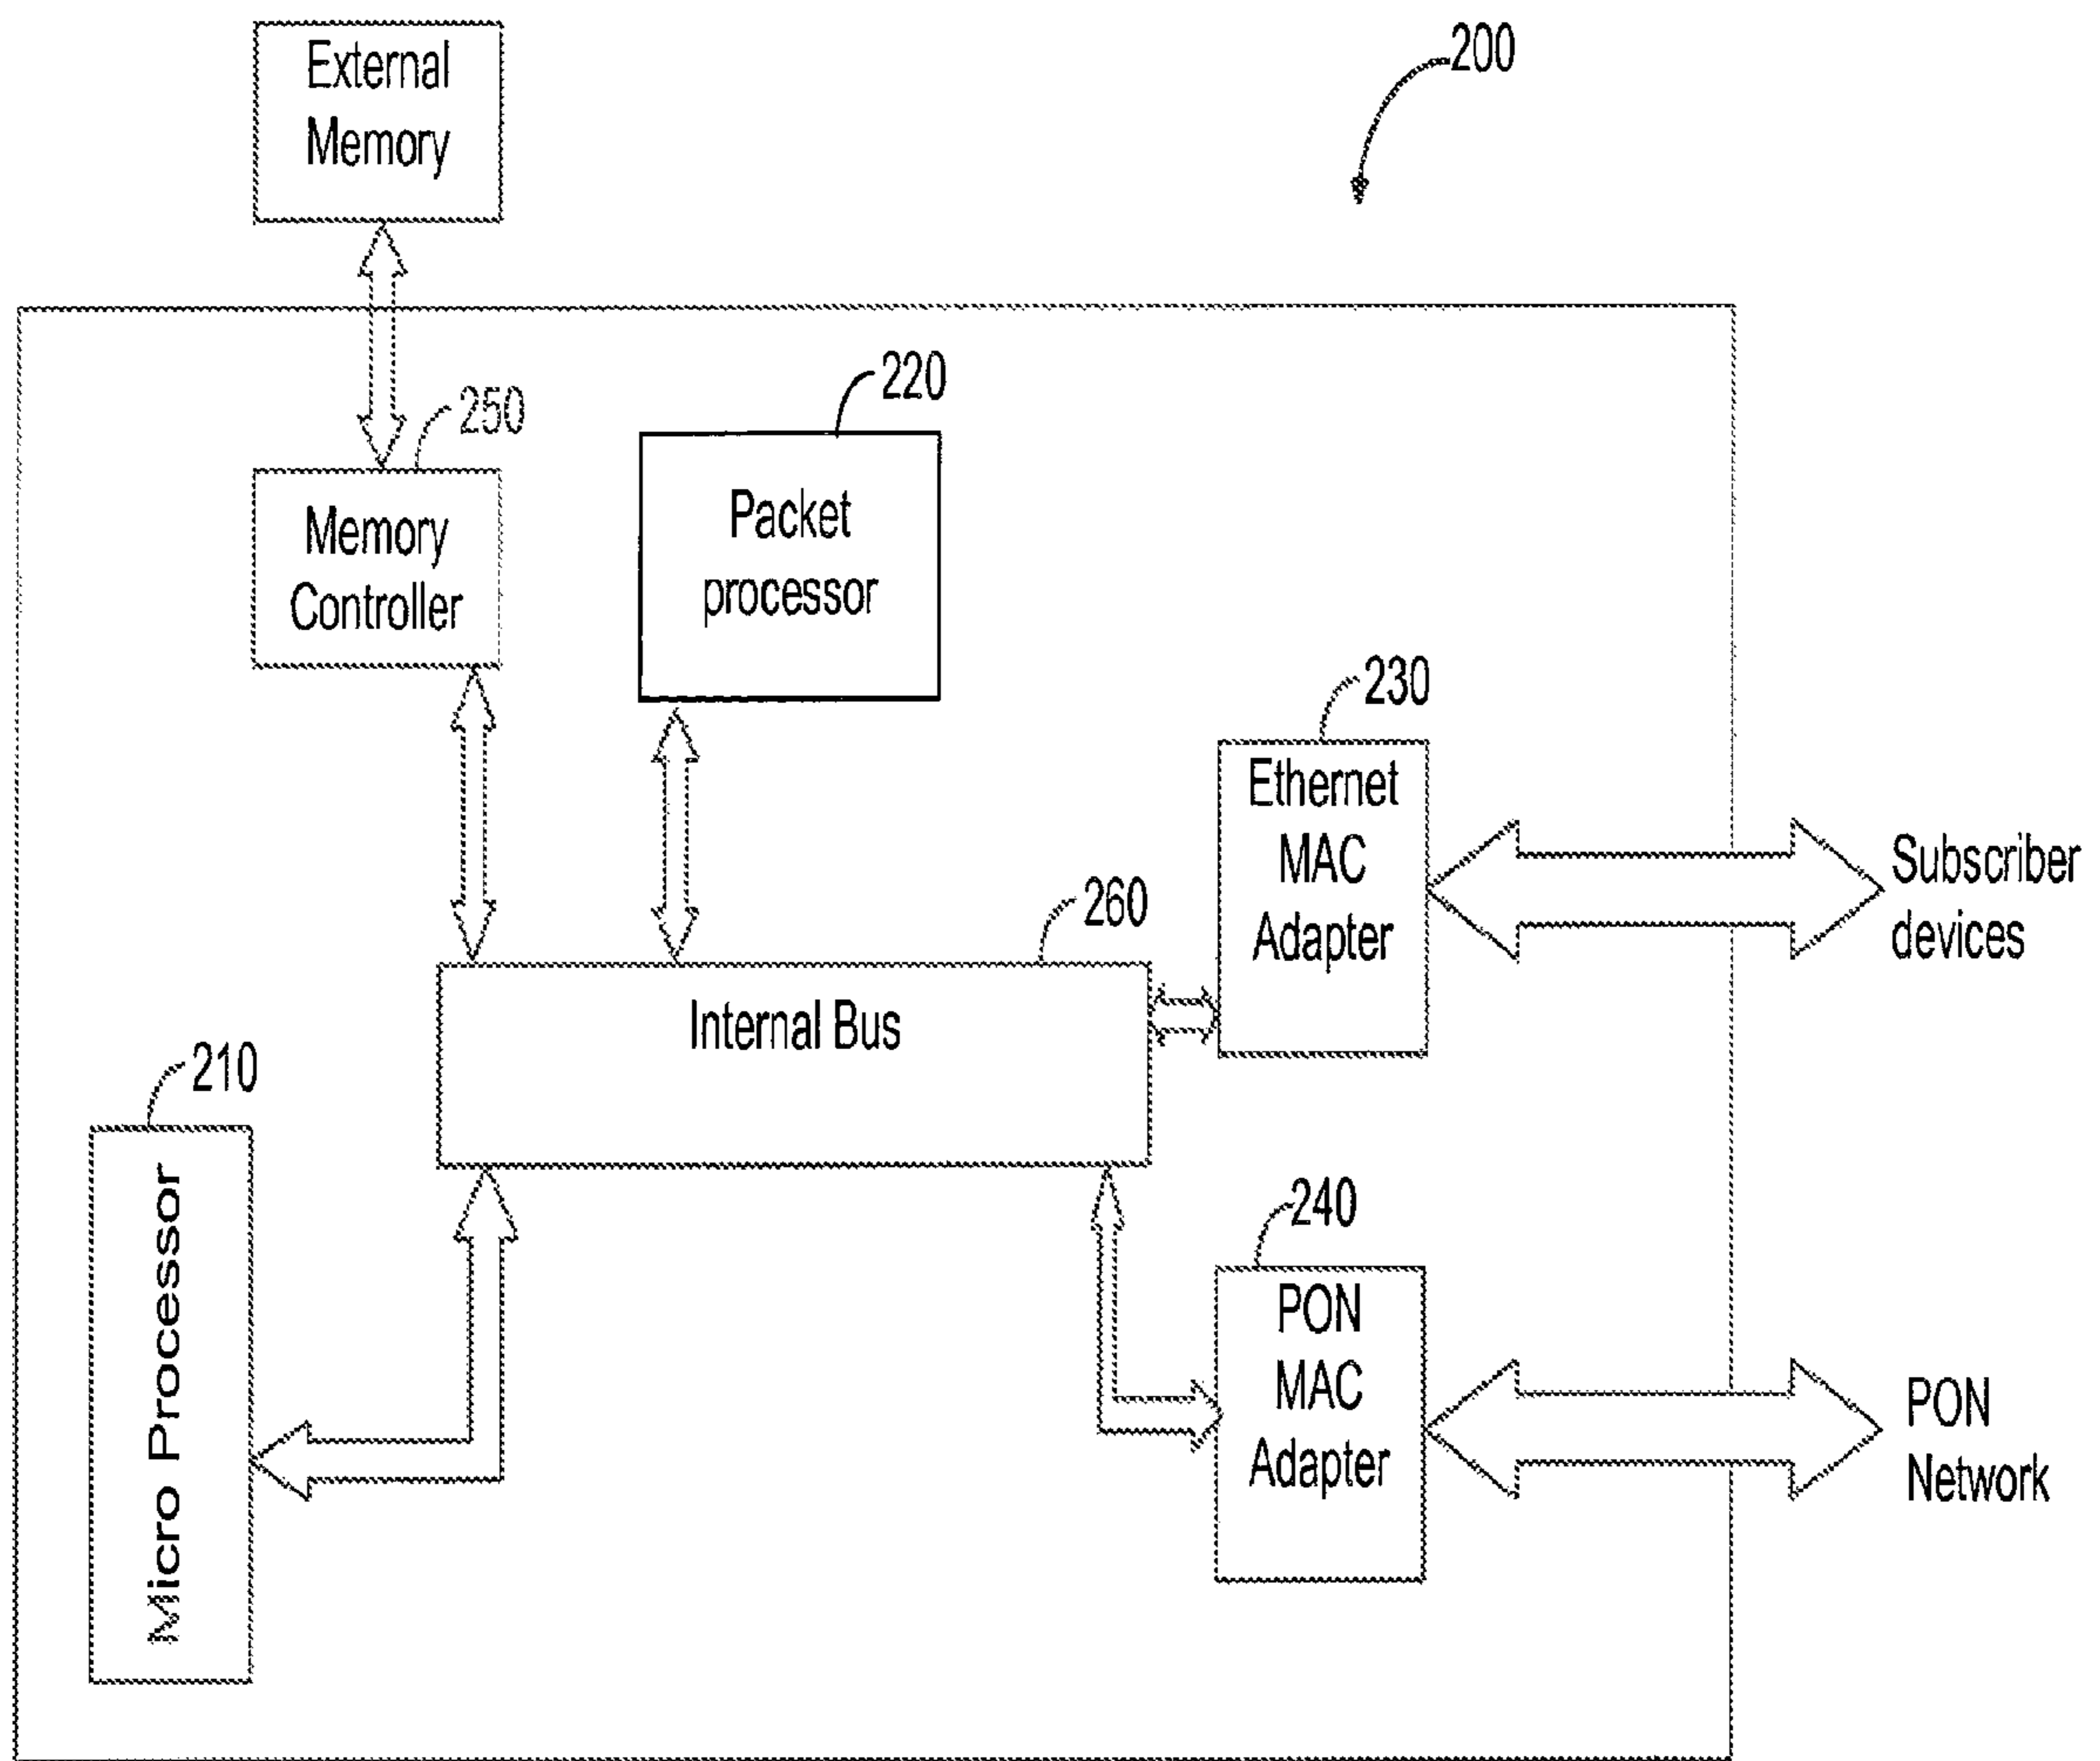 External
Memory
200
250
220
Memory
Controller
Packet
processor
230
Ethernet
MAC
Adapter
Subscriber
devices
260
Internal Bus
210
Micro Processor
240
PON
MAC
Adapter
PON
Network